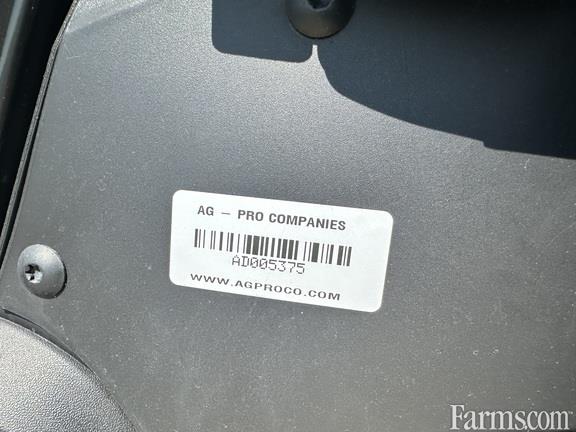 AG – PRO COMPANIES
AD005375
WWW.AGPROCO.COM
Farms.com